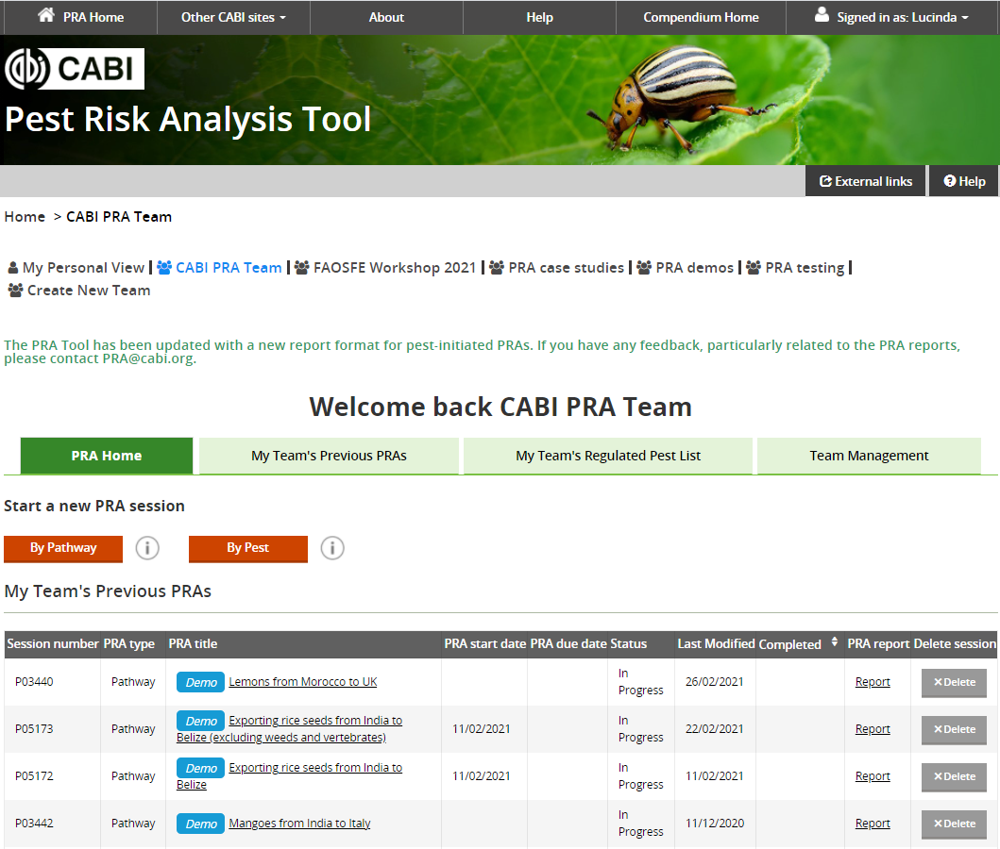 PRA Home
Other CABI sites
About
Help
Compendium Home
Signed in as: Lucinda
CABI
Pest Risk Analysis Tool
External links
Help
Home > CABI PRA Team
My Personal View | CABI PRA Team | FAOSFE Workshop 2021 | PRA case studies | PRA demos | PRA testing |
Create New Team
The PRA Tool has been updated with a new report format for pest-initiated PRAs. If you have any feedback, particularly related to the PRA reports,
please contact PRA@cabi.org.
Welcome back CABI PRA Team
PRA Home
My Team's Previous PRAs
My Team's Regulated Pest List
Team Management
Start a new PRA session
By Pathway
By Pest
My Team's Previous PRAs
Session number PRA type PRA title PRA start date PRA due date Status Last Modified Completed PRA report Delete session
P03440 Pathway Demo Lemons from Morocco to UK In Progress 26/02/2021 Report Delete
P05173 Pathway Demo Exporting rice seeds from India to
Belize (excluding weeds and vertebrates) 11/02/2021 In Progress 22/02/2021 Report Delete
P05172 Pathway Demo Exporting rice seeds from India to
Belize 11/02/2021 In Progress 11/02/2021 Report Delete
P03442 Pathway Demo Mangoes from India to Italy In Progress 11/12/2020 Report Delete